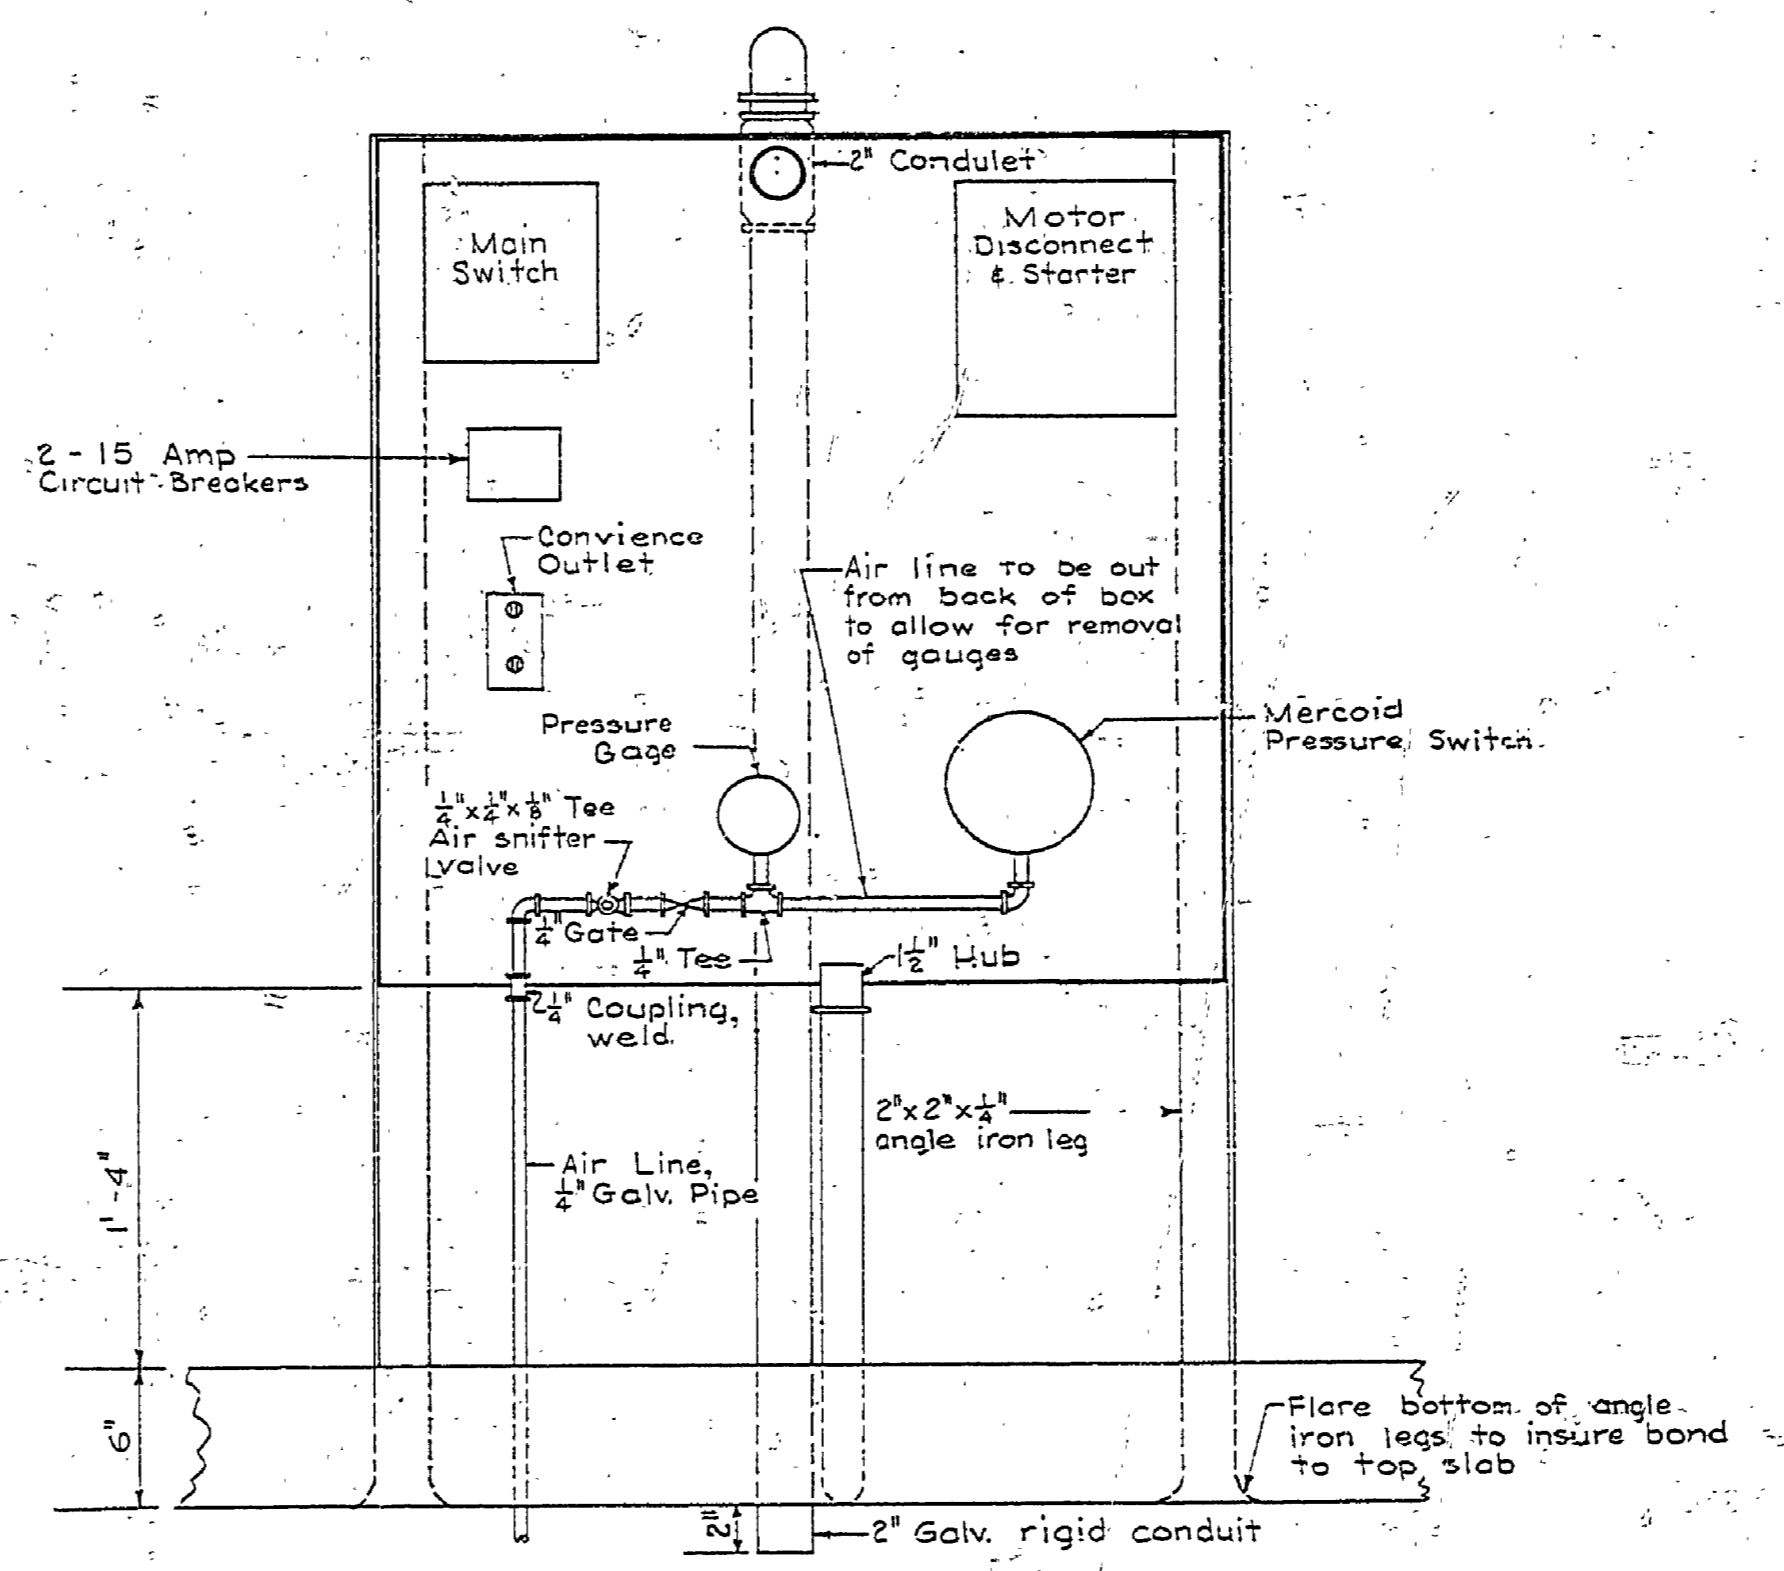 2" Condulet
Main
Switch
Motor
Disconnect
& Starter
2 - 15 Amp
Circuit Breakers
Convience
Outlet
Air line to be out
from back of box
to allow for removal
of gauges
Pressure
Gage
Mercoid
Pressure Switch
1/4" x 1/4" x 1/8" Tee
Air snifter
valve
1/4" Gate
1/4" Tee
1 1/2" Hub
2 1/4" Coupling,
weld.
2" x 2" x 1/4"
angle iron leg
Air Line,
1/4" Galv. Pipe
1'-4"
6"
Flare bottom of angle
iron legs to insure bond
to top slab
2"
2" Galv. rigid conduit